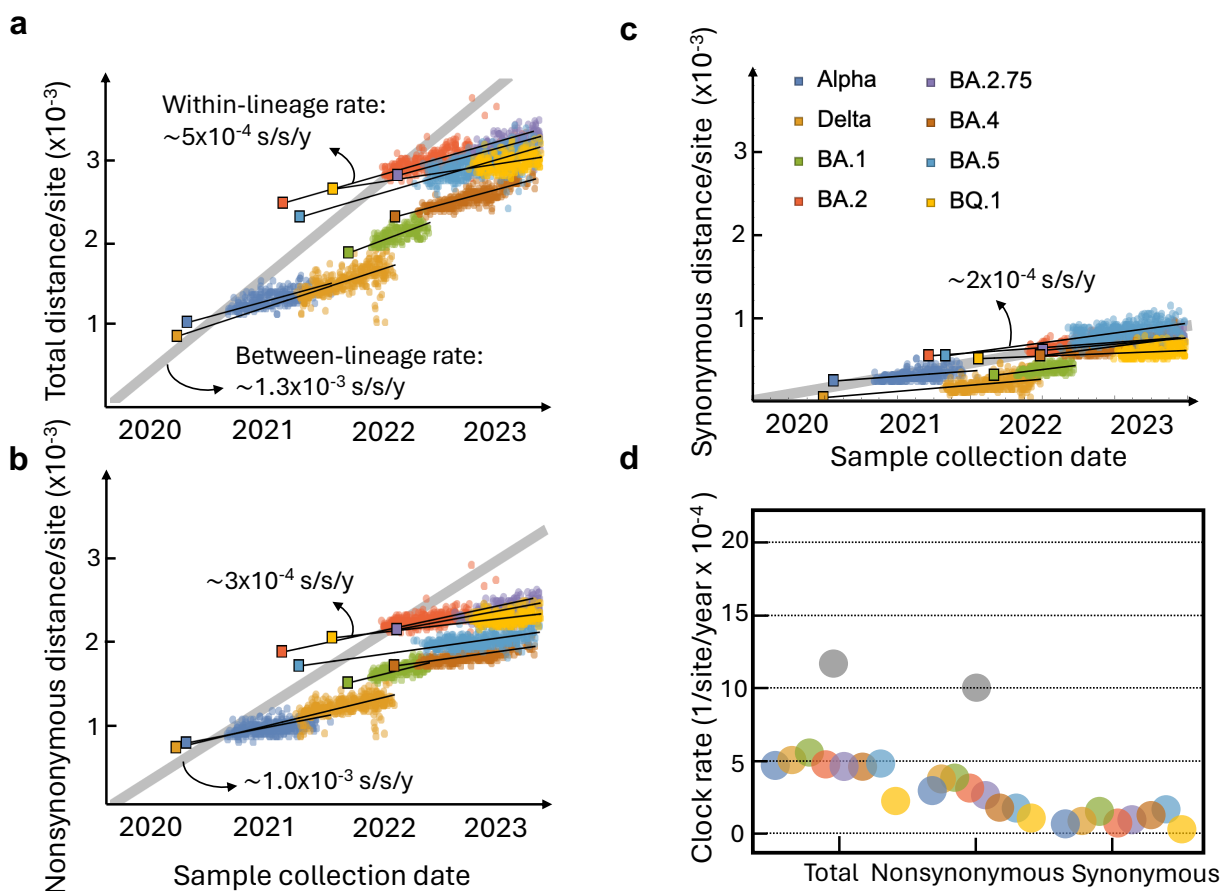 a
Total distance/site (x10⁻³)
3
2
1
Within-lineage rate:
~5x10⁻⁴ s/s/y
Between-lineage rate:
~1.3x10⁻³ s/s/y
2020 2021 2022 2023
b
Nonsynonymous distance/site (x10⁻³)
3
2
1
~3x10⁻⁴ s/s/y
~1.0x10⁻³ s/s/y
2020 2021 2022 2023
Sample collection date
c
Synonymous distance/site (x10⁻³)
3
2
1
Alpha
Delta
BA.1
BA.2
BA.2.75
BA.4
BA.5
BQ.1
~2x10⁻⁴ s/s/y
2020 2021 2022 2023
Sample collection date
d
Clock rate (1/site/year x 10⁻⁴)
20
15
10
5
0
Total Nonsynonymous Synonymous